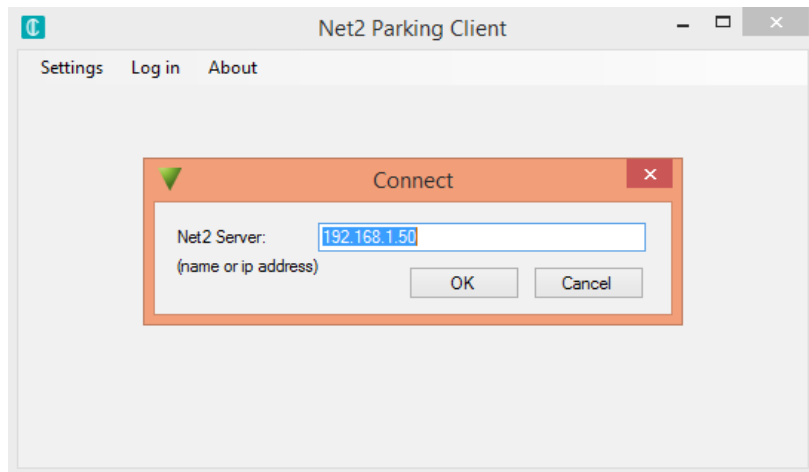 Net2 Parking Client
Settings Log in About
Connect
Net2 Server: 192.168.1.50
(name or ip address)
OK Cancel